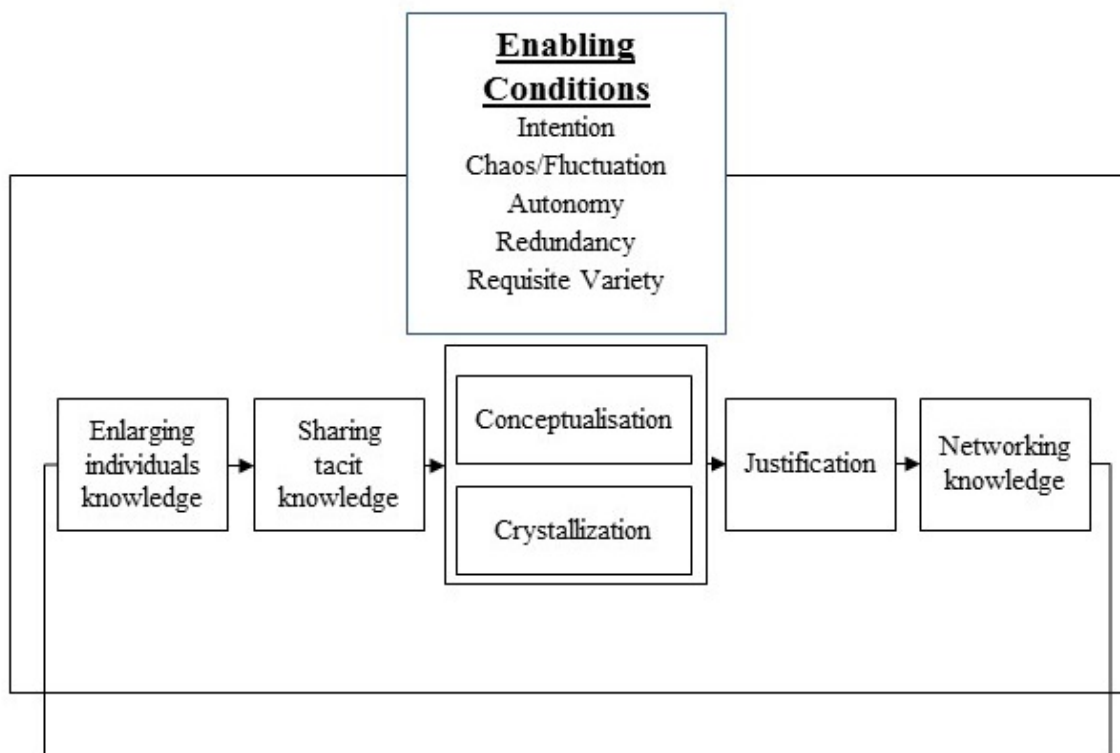 Enabling
Conditions
Intention
Chaos/Fluctuation
Autonomy
Redundancy
Requisite Variety
Enlarging
individuals
knowledge
Sharing
tacit
knowledge
Conceptualisation
Crystallization
Justification
Networking
knowledge